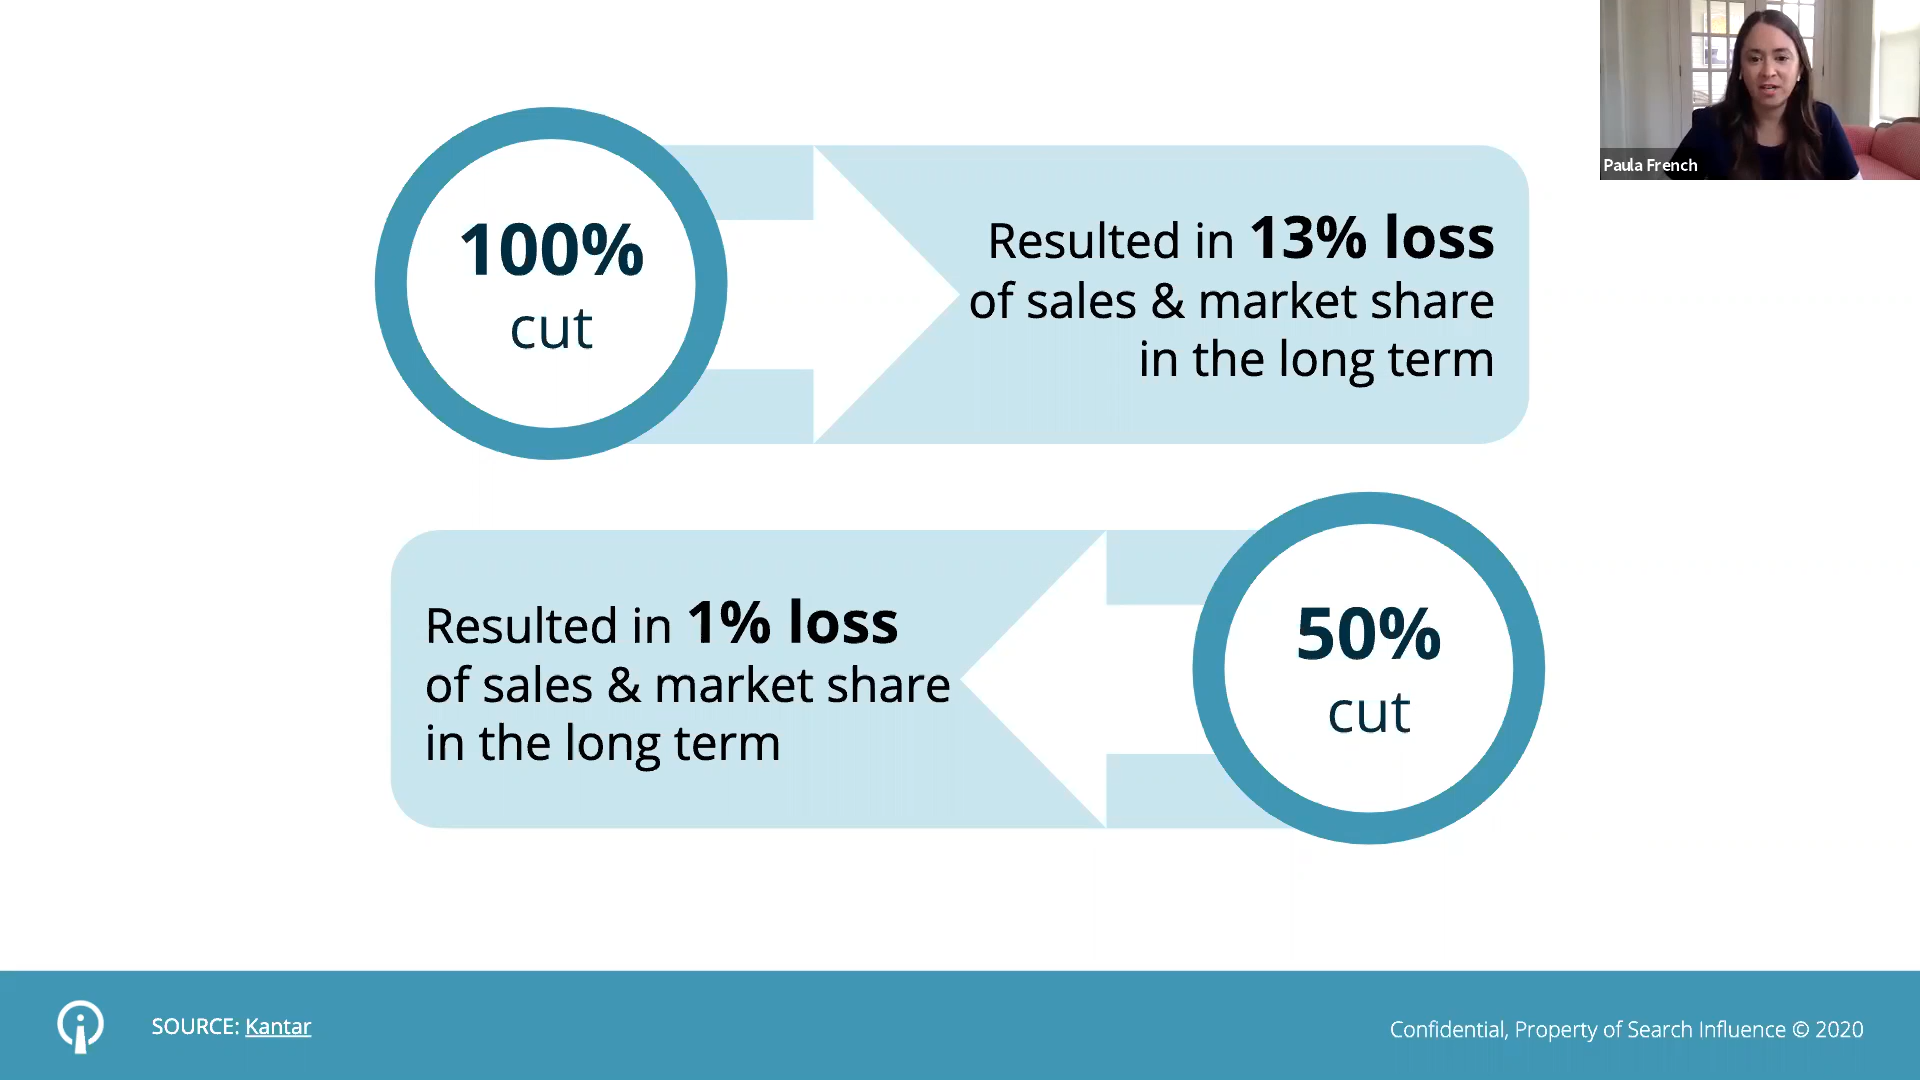 Paula French
100%
cut
Resulted in 13% loss
of sales & market share
in the long term
Resulted in 1% loss
of sales & market share
in the long term
50%
cut
SOURCE: Kantar
Confidential, Property of Search Influence © 2020